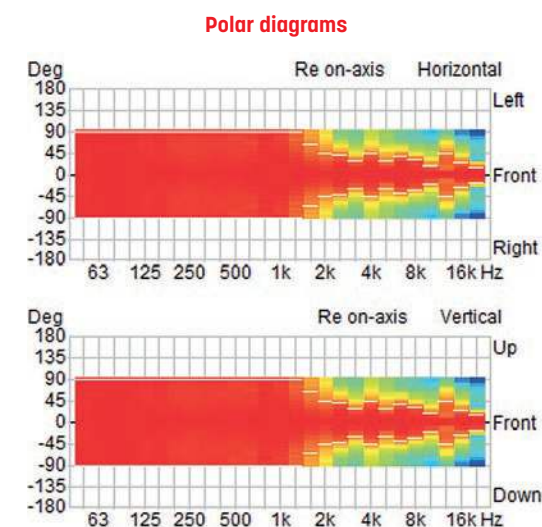 Polar diagrams
Deg Re on-axis Horizontal
180 Left
135
90
45
0 Front
-45
-90
-135
-180 Right
63 125 250 500 1k 2k 4k 8k 16k Hz
Deg Re on-axis Vertical
180 Up
135
90
45
0 Front
-45
-90
-135
-180 Down
63 125 250 500 1k 2k 4k 8k 16k Hz